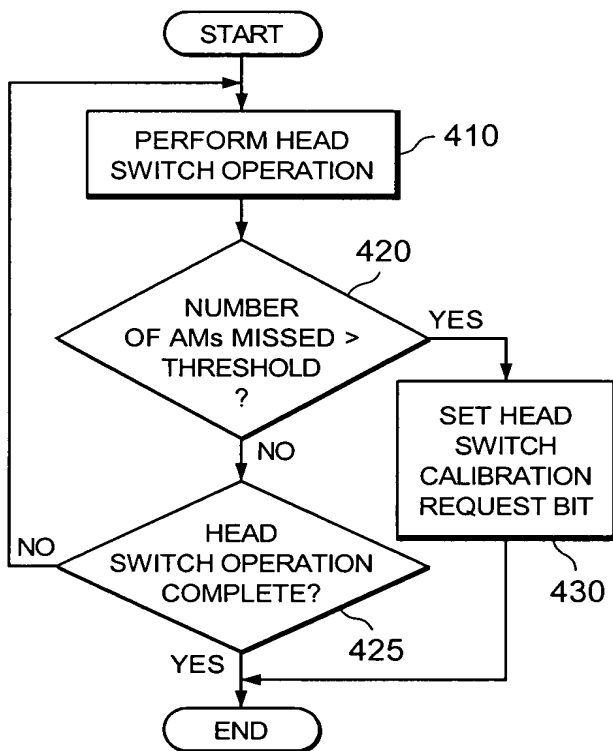 START
PERFORM HEAD
SWITCH OPERATION
410
420
NUMBER
OF AMs MISSED >
THRESHOLD
?
YES
SET HEAD
SWITCH
CALIBRATION
REQUEST BIT
430
NO
HEAD
SWITCH OPERATION
COMPLETE?
NO
425
YES
END